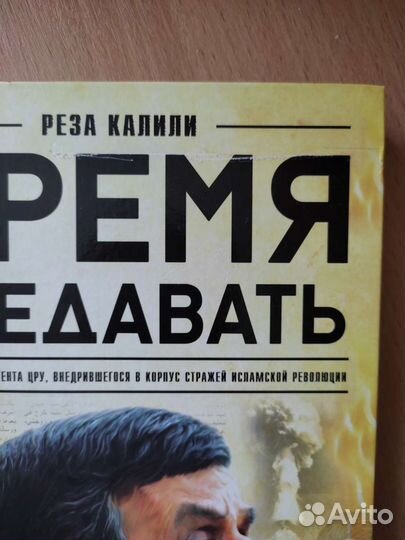 РЕЗА КАЛИЛИ
РЕМЯ
ЕДАВАТЬ
ЕНТА ЦРУ, ВНЕДРИВШЕГОСЯ В КОРПУС СТРАЖЕЙ ИСЛАМСКОЙ РЕВОЛЮЦИИ
Avito